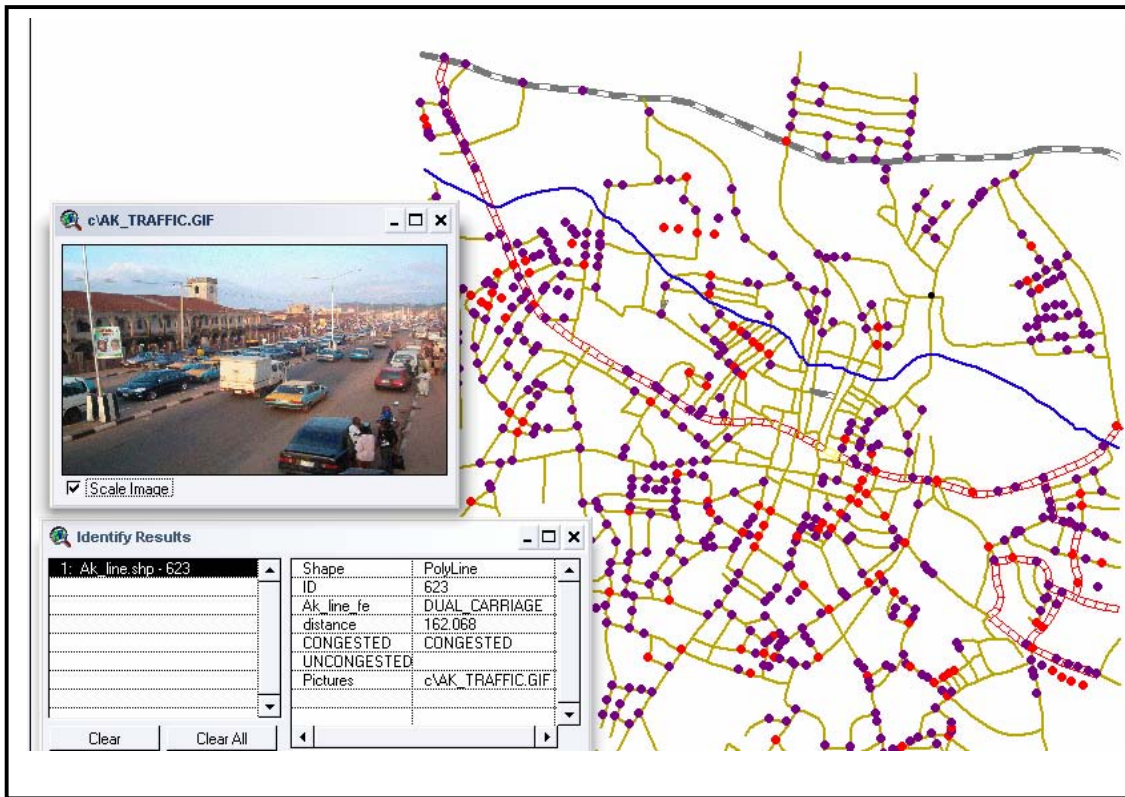 c\AK_TRAFFIC.GIF
Scale Image
Identify Results
1: Ak_line.shp - 623
Shape PolyLine
ID 623
Ak_line_fe DUAL_CARRIAGE
distance 162.068
CONGESTED CONGESTED
UNCONGESTED
Pictures c\AK_TRAFFIC.GIF
Clear Clear All